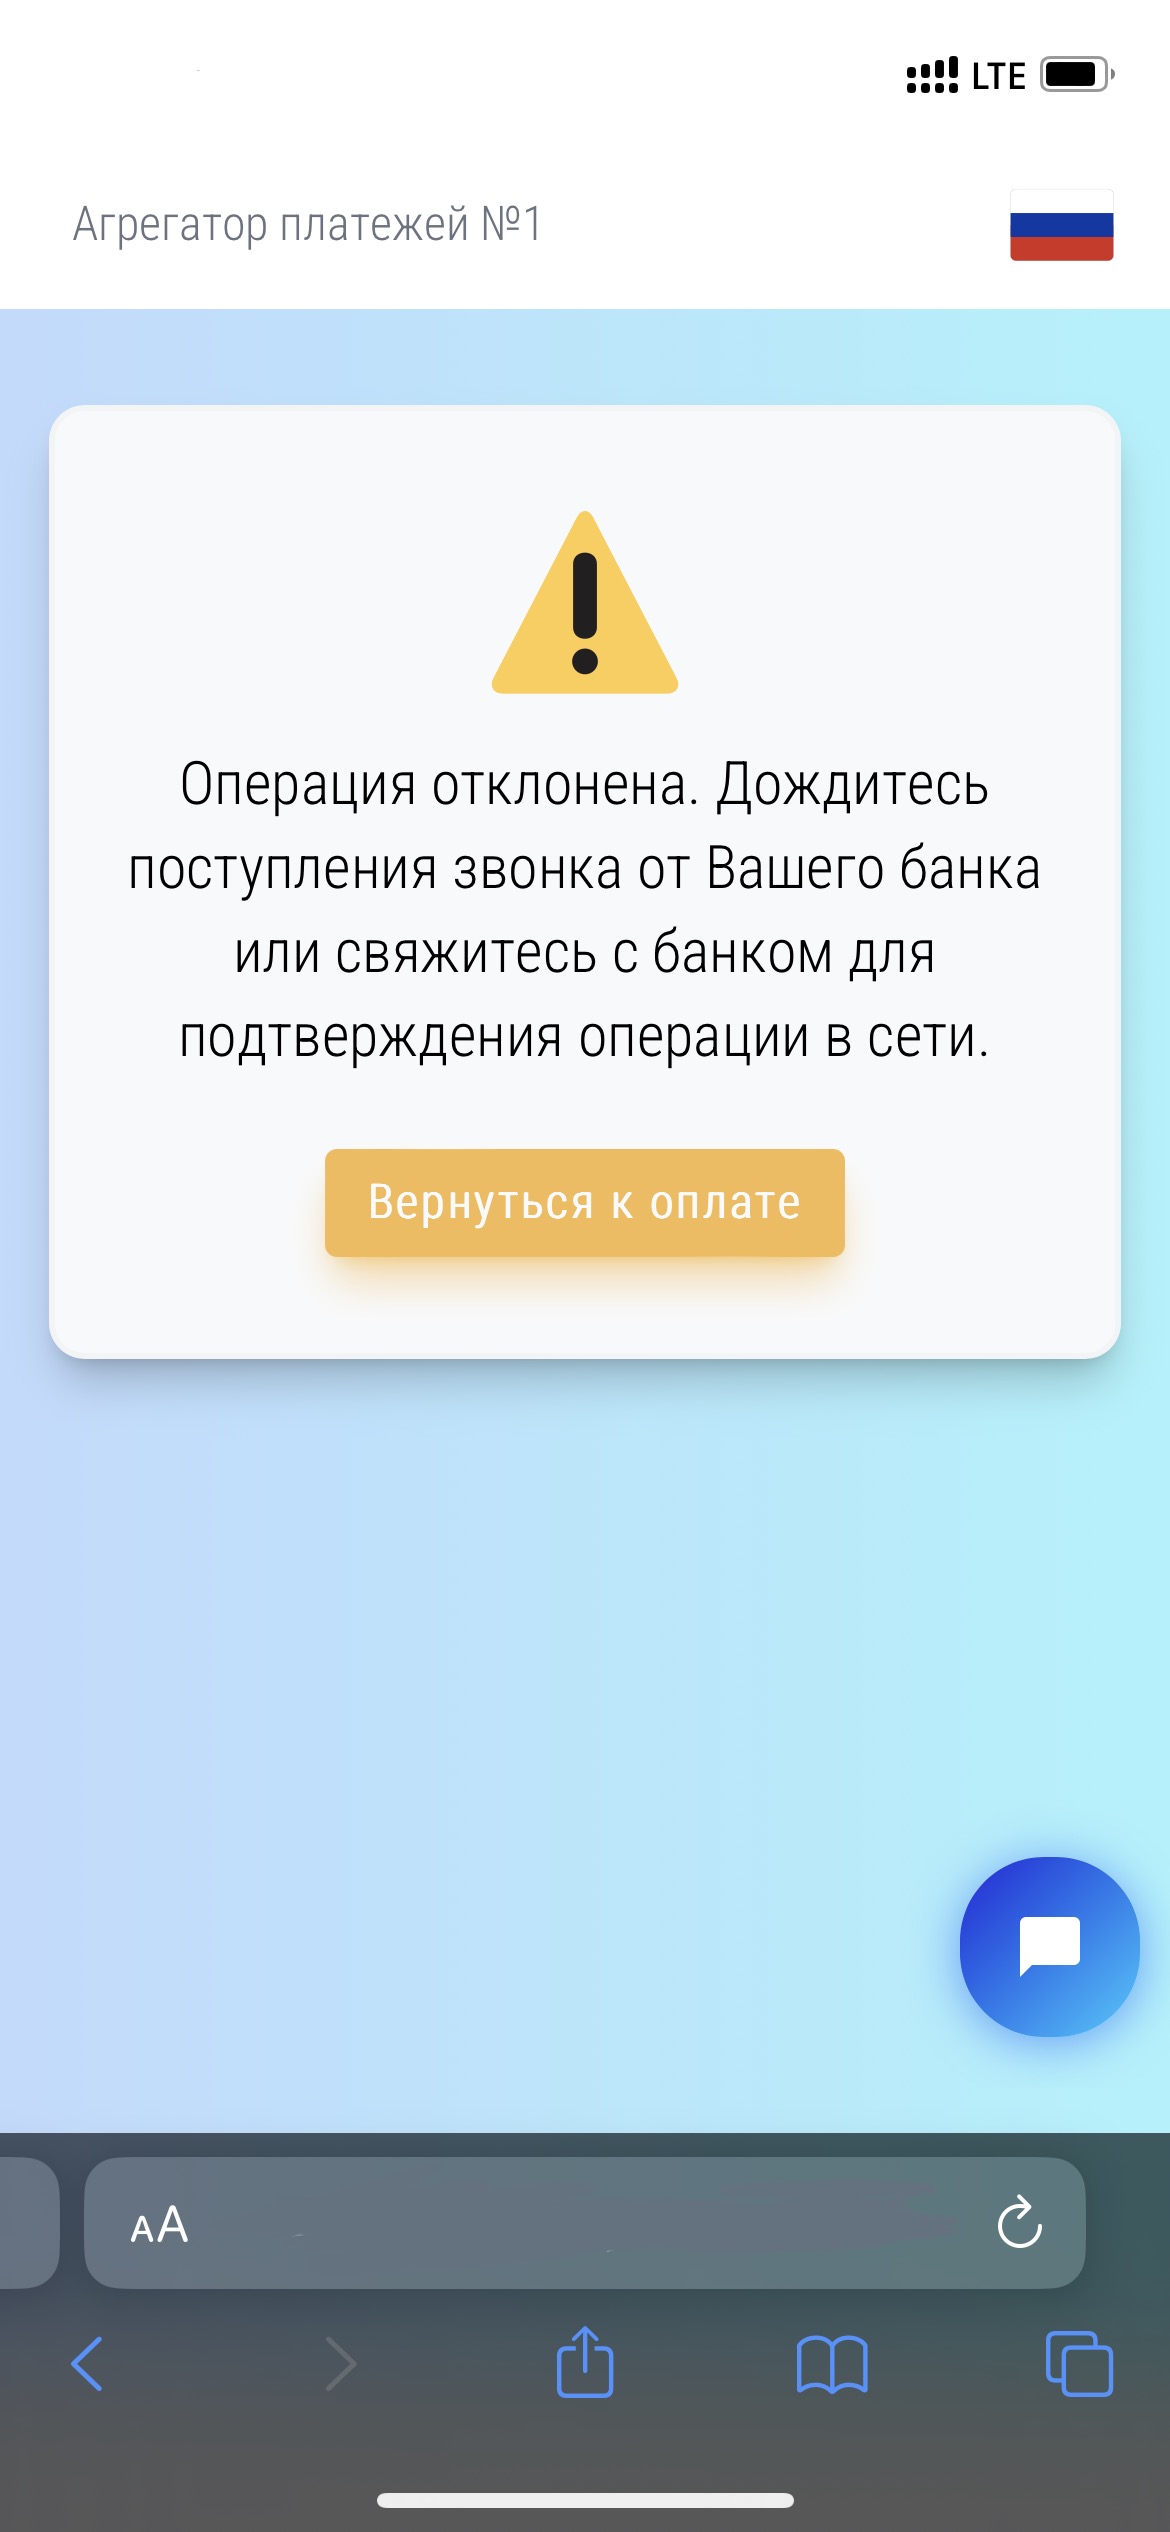 LTE
Агрегатор платежей №1
Операция отклонена. Дождитесь
поступления звонка от Вашего банка
или свяжитесь с банком для
подтверждения операции в сети.
Вернуться к оплате
AA